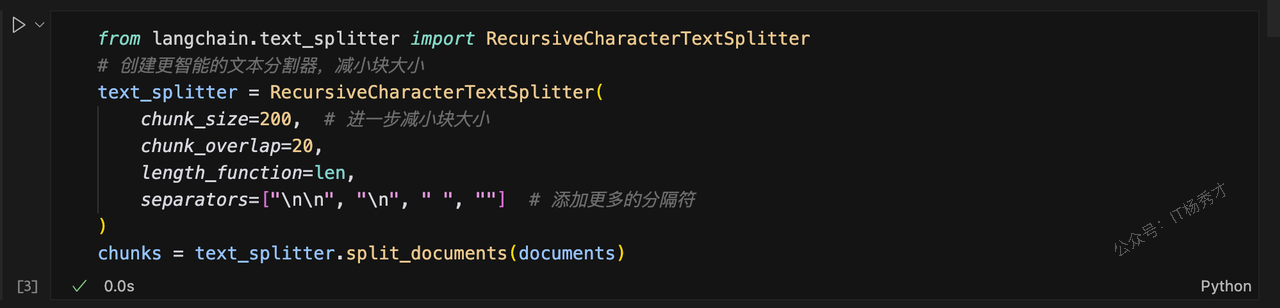 from langchain.text_splitter import RecursiveCharacterTextSplitter
# 创建更智能的文本分割器，减小块大小
text_splitter = RecursiveCharacterTextSplitter(
    chunk_size=200,  # 进一步减小块大小
    chunk_overlap=20,
    length_function=len,
    separators=["\n\n", "\n", " ", ""]  # 添加更多的分隔符
)
chunks = text_splitter.split_documents(documents)
公众号：IT杨秀才
[3] ✓ 0.0s Python